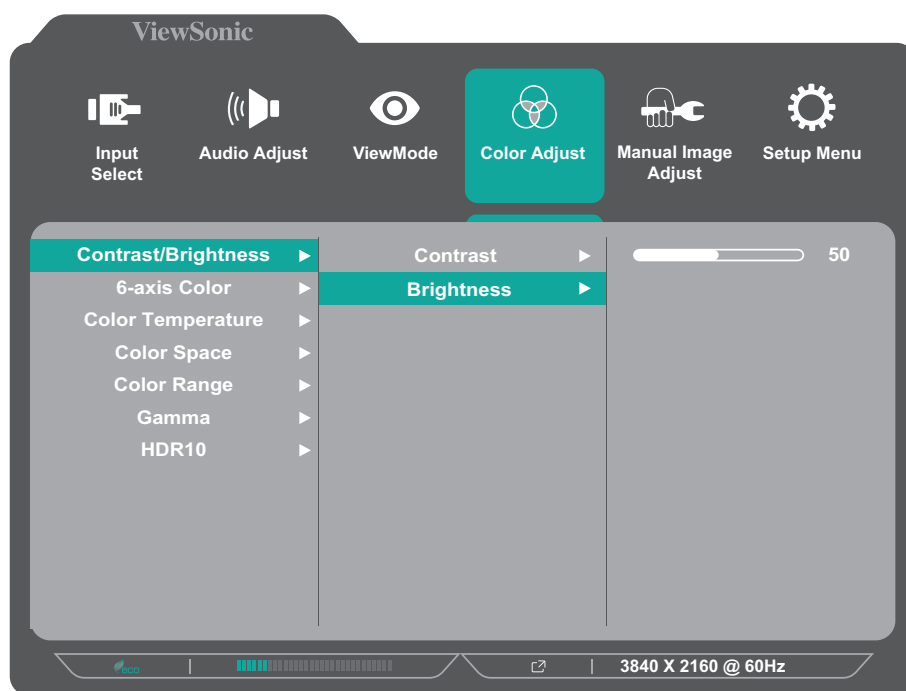 ViewSonic
Input
Select
Audio Adjust
ViewMode
Color Adjust
Manual Image
Adjust
Setup Menu
Contrast/Brightness
6-axis Color
Color Temperature
Color Space
Color Range
Gamma
HDR10
Contrast
Brightness
50
eco
3840 X 2160 @ 60Hz